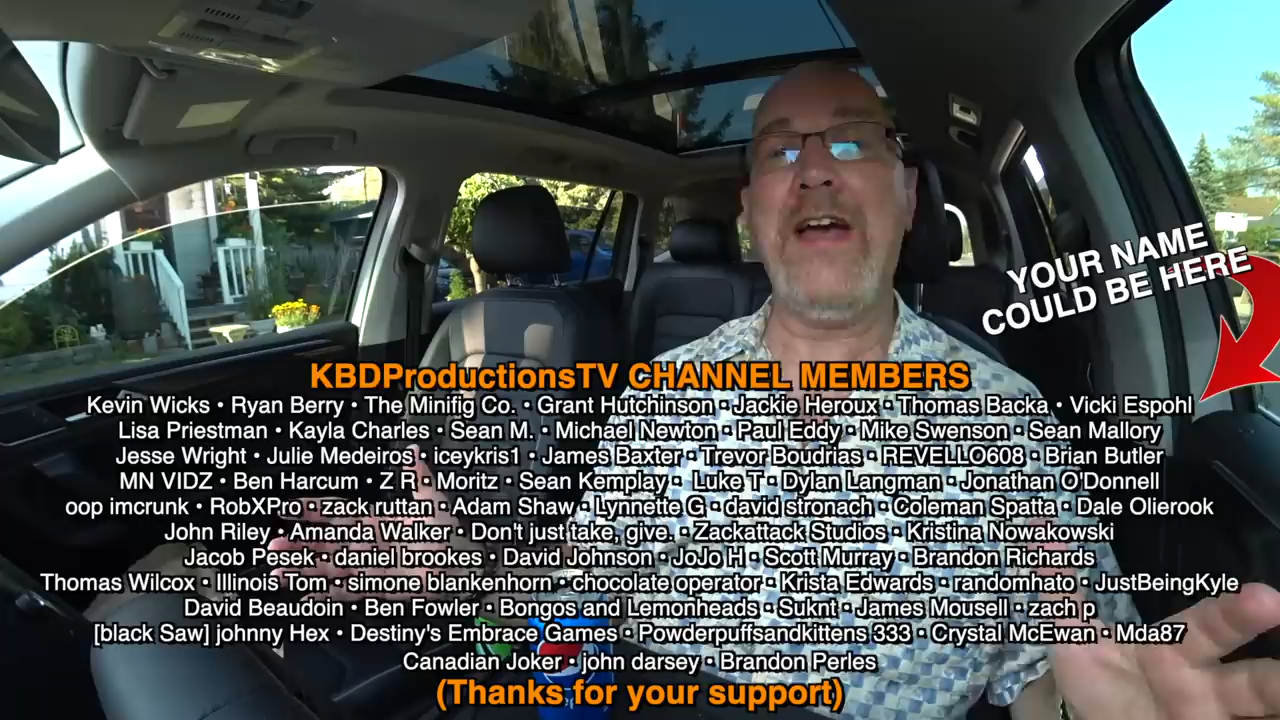 YOUR NAME
COULD BE HERE
KBDProductionsTV CHANNEL MEMBERS
Kevin Wicks • Ryan Berry • The Minifig Co. • Grant Hutchinson • Jackie Heroux • Thomas Backa • Vicki Espohl
Lisa Priestman • Kayla Charles • Sean M. • Michael Newton • Paul Eddy • Mike Swenson • Sean Mallory
Jesse Wright • Julie Medeiros • iceykris1 • James Baxter • Trevor Boudrias • REVELLO608 • Brian Butler
MN VIDZ • Ben Harcum • Z R • Moritz • Sean Kemplay • Luke T • Dylan Langman • Jonathan O'Donnell
oop imcrunk • RobXPro • zack ruttan • Adam Shaw • Lynnette G • david stronach • Coleman Spatta • Dale Olierook
John Riley • Amanda Walker • Don't just take, give. • Zackattack Studios • Kristina Nowakowski
Jacob Pesek • daniel brookes • David Johnson • JoJo H • Scott Murray • Brandon Richards
Thomas Wilcox • Illinois Tom • simone blankenhorn • chocolate operator • Krista Edwards • randomhato • JustBeingKyle
David Beaudoin • Ben Fowler • Bongos and Lemonheads • Suknt • James Mousell • zach p
[black Saw] johnny Hex • Destiny's Embrace Games • Powderpuffsandkittens 333 • Crystal McEwan • Mda87
Canadian Joker • john darsey • Brandon Perles
(Thanks for your support)